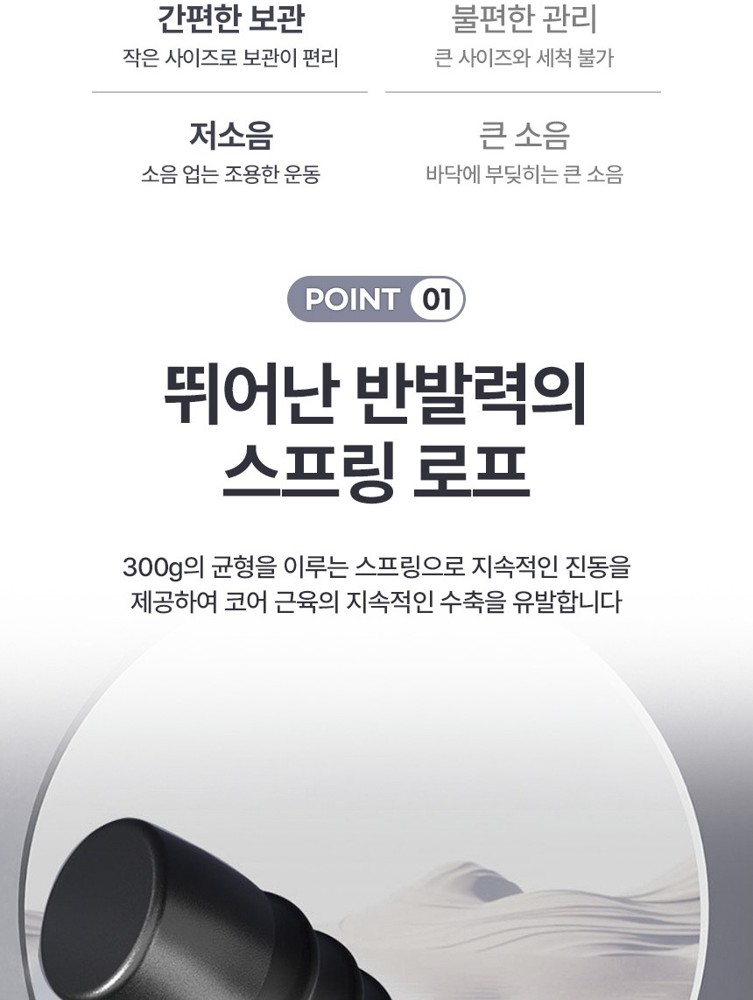 간편한 보관
작은 사이즈로 보관이 편리
불편한 관리
큰 사이즈와 세척 불가
저소음
소음 업는 조용한 운동
큰 소음
바닥에 부딪히는 큰 소음
POINT 01
뛰어난 반발력의
스프링 로프
300g의 균형을 이루는 스프링으로 지속적인 진동을
제공하여 코어 근육의 지속적인 수축을 유발합니다